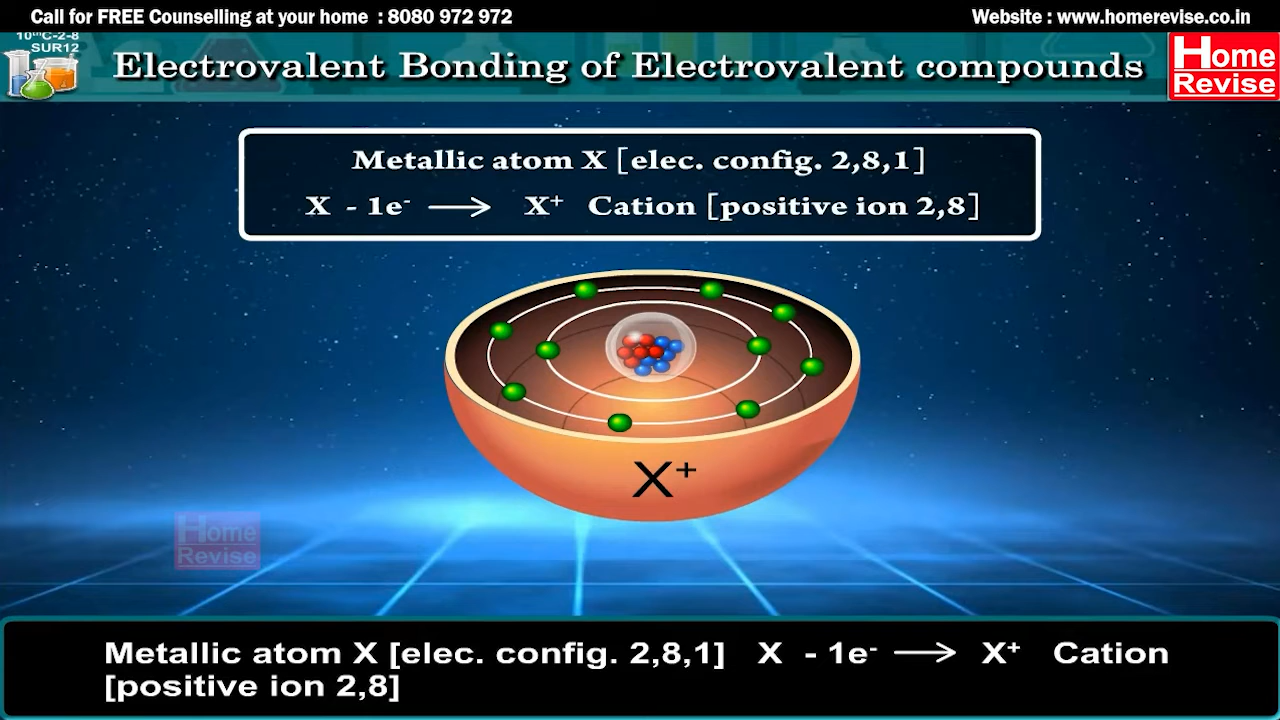 Call for FREE Counselling at your home : 8080 972 972
Website : www.homerevise.co.in
10thC-2-8
SUR12
Electrovalent Bonding of Electrovalent compounds
Home
Revise
Metallic atom X [elec. config. 2,8,1]
X - 1e⁻ ⟶ X⁺ Cation [positive ion 2,8]
X⁺
Home
Revise
Metallic atom X [elec. config. 2,8,1] X - 1e⁻ ⟶ X⁺ Cation
[positive ion 2,8]